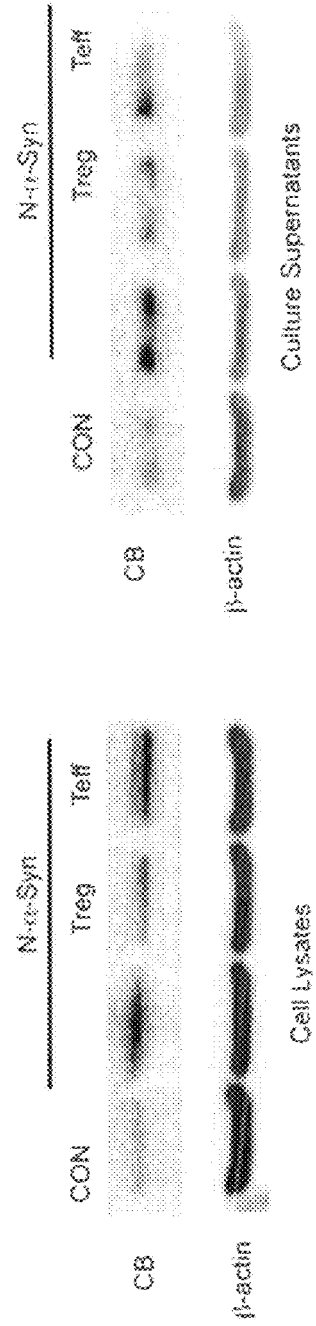 N-α-Syn
CON Treg Teff
CB
β-actin
Cell Lysates
N-α-Syn
CON Treg Teff
CB
β-actin
Culture Supernatants